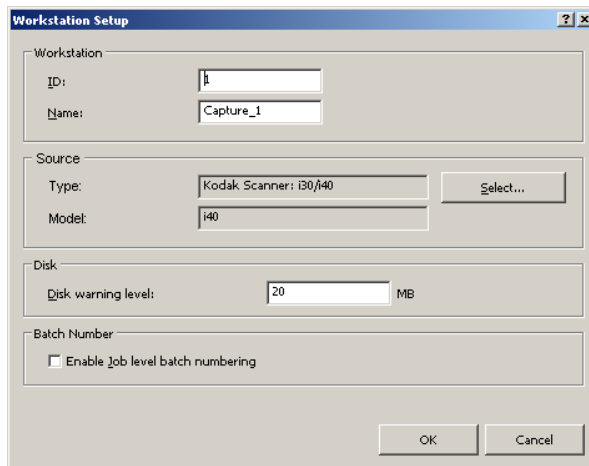 Workstation Setup
Workstation
ID: 1
Name: Capture_1
Source
Type: Kodak Scanner: i30/i40 Select...
Model: i40
Disk
Disk warning level: 20 MB
Batch Number
Enable Job level batch numbering
OK Cancel